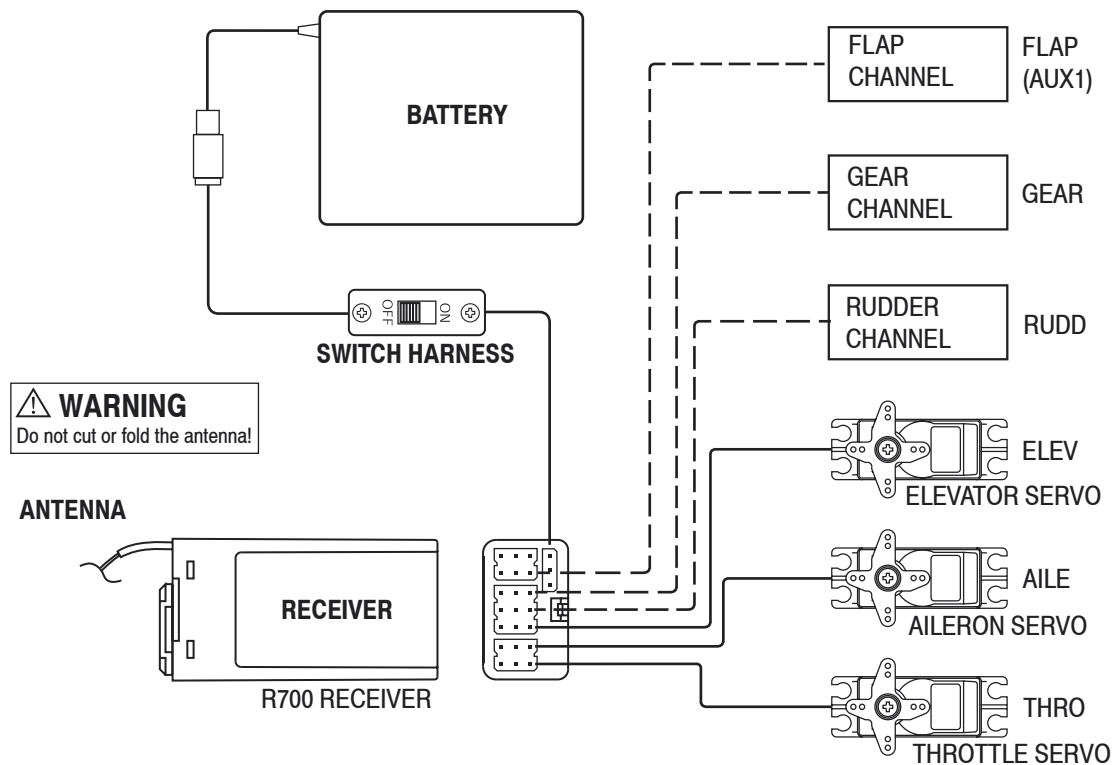 BATTERY
FLAP
CHANNEL
FLAP
(AUX1)
GEAR
CHANNEL
GEAR
RUDDER
CHANNEL
RUDD
OFF
ON
SWITCH HARNESS
WARNING
Do not cut or fold the antenna!
ELEV
ELEVATOR SERVO
ANTENNA
RECEIVER
R700 RECEIVER
AILE
AILERON SERVO
THRO
THROTTLE SERVO